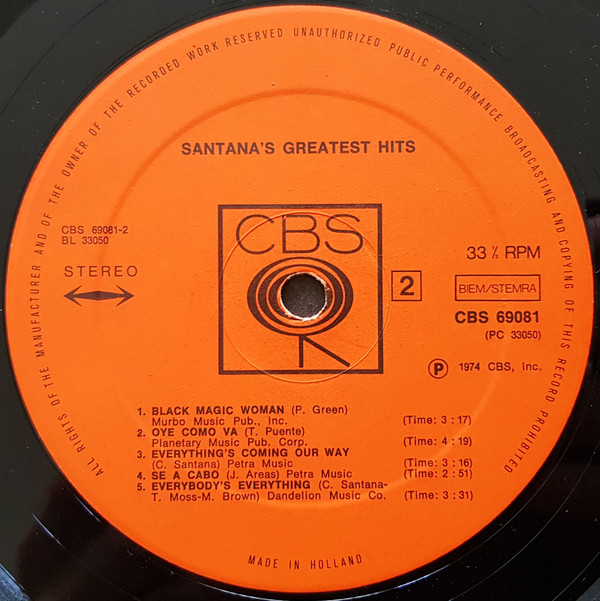 ALL RIGHTS OF THE MANUFACTURER AND OF THE OWNER OF THE RECORDED WORK RESERVED UNAUTHORIZED PUBLIC PERFORMANCE BROADCASTING AND COPYING OF THIS RECORD PROHIBITED
SANTANA'S GREATEST HITS
CBS 69081-2
BL 33050
STEREO
CBS
2
33 ⅓ RPM
BIEM/STEMRA
CBS 69081
(PC 33050)
Ⓟ 1974 CBS, Inc.
1. BLACK MAGIC WOMAN (P. Green)
Murbo Music Pub., Inc. (Time: 3 : 17)
2. OYE COMO VA (T. Puente)
Planetary Music Pub. Corp. (Time: 4 : 19)
3. EVERYTHING'S COMING OUR WAY
(C. Santana) Petra Music (Time: 3 : 16)
4. SE A CABO (J. Areas) Petra Music (Time: 2 : 51)
5. EVERYBODY'S EVERYTHING (C. Santana-
T. Moss-M. Brown) Dandelion Music Co. (Time: 3 : 31)
MADE IN HOLLAND